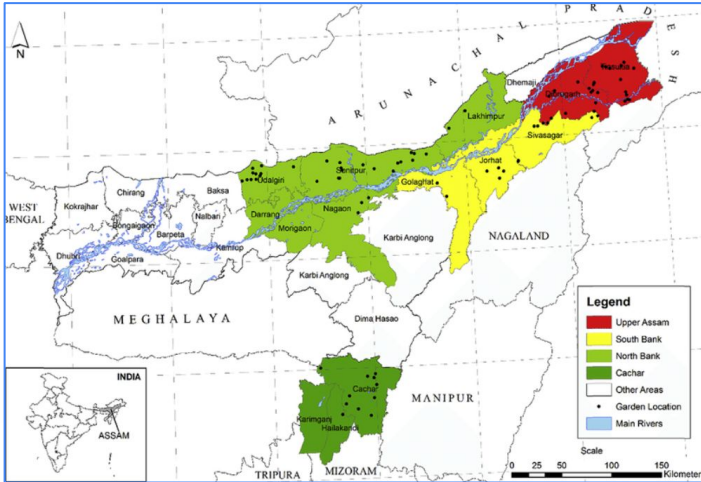 N
ARUNACHAL PRADESH
Dhemaji
Tinsukia
Dibrugarh
Lakhimpur
Sivasagar
Jorhat
Sonitpur
Udalgiri
Golaghat
WEST
BENGAL
Chirang
Baksa
Kokrajhar
Nalbari
Darrang
Nagaon
Bongaigaon
Barpeta
Morigaon
Kamrup
Dhubri
Goalpara
Karbi Anglong
NAGALAND
Karbi Anglong
MEGHALAYA
Dima Hasao
Cachar
MANIPUR
Karimganj
Hailakandi
TRIPURA
MIZORAM
INDIA
ASSAM
Legend
Upper Assam
South Bank
North Bank
Cachar
Other Areas
Garden Location
Main Rivers
Scale
0 25 50 100 150
Kilometer